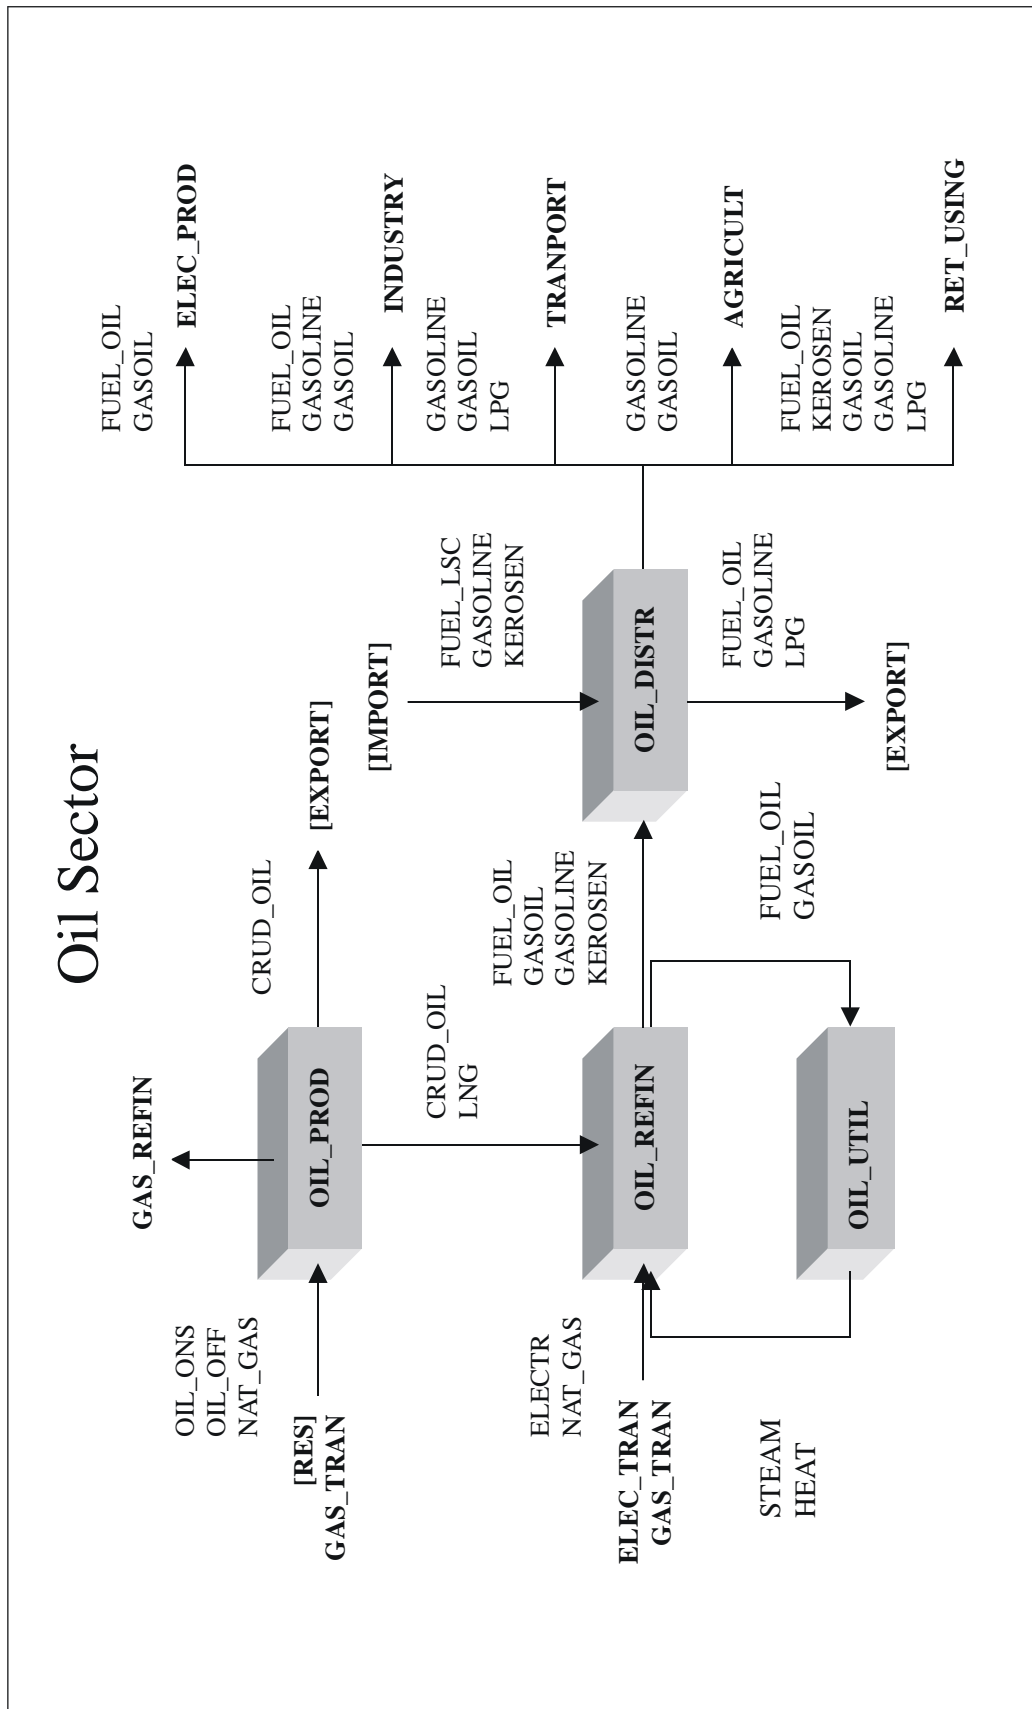 Oil Sector
GAS_REFIN
OIL_ONS
OIL_OFF
NAT_GAS
[RES]
GAS_TRAN
OIL_PROD
CRUD_OIL
[EXPORT]
CRUD_OIL
LNG
[IMPORT]
FUEL_LSC
GASOLINE
KEROSEN
ELECTR
NAT_GAS
ELEC_TRAN
GAS_TRAN
OIL_REFIN
FUEL_OIL
GASOIL
GASOLINE
KEROSEN
OIL_DISTR
FUEL_OIL
GASOLINE
LPG
[EXPORT]
STEAM
HEAT
OIL_UTIL
FUEL_OIL
GASOIL
FUEL_OIL
GASOIL
ELEC_PROD
FUEL_OIL
GASOLINE
GASOIL
INDUSTRY
GASOLINE
GASOIL
LPG
TRANPORT
GASOLINE
GASOIL
AGRICULT
FUEL_OIL
KEROSEN
GASOIL
GASOLINE
LPG
RET_USING